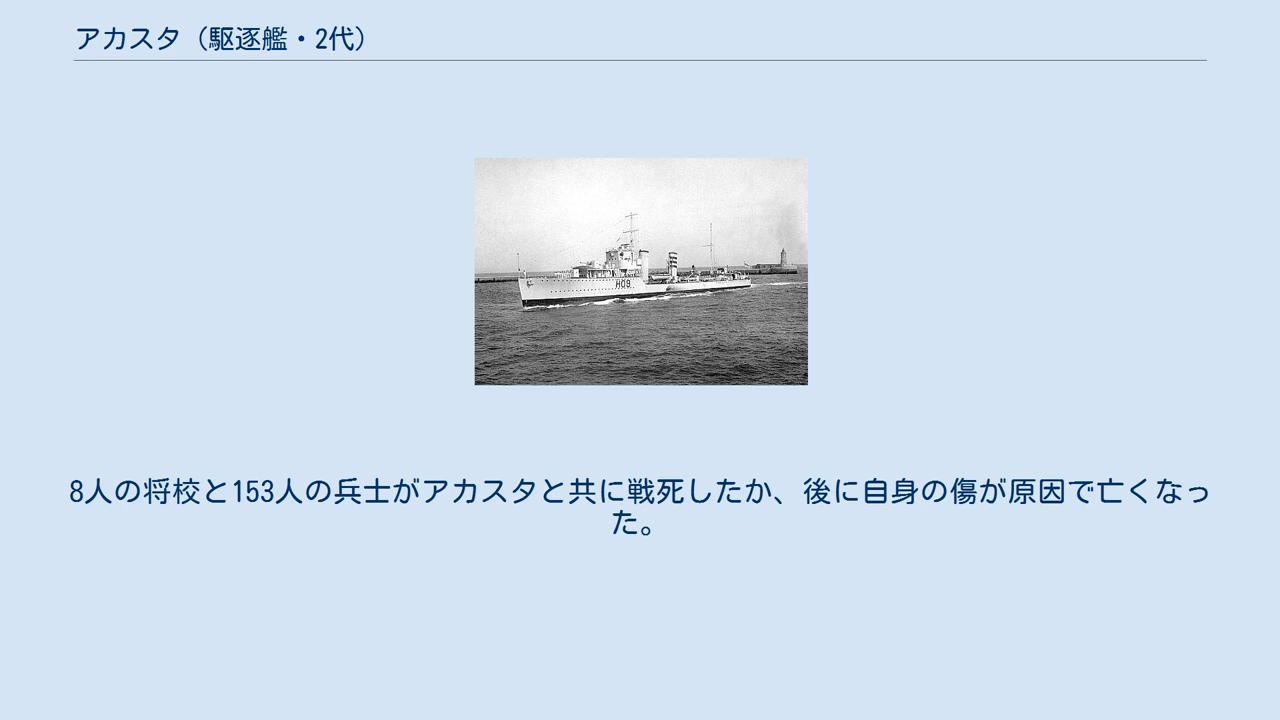 アカスタ（駆逐艦・2代）
H09
8人の将校と153人の兵士がアカスタと共に戦死したか、後に自身の傷が原因で亡くなっ
た。